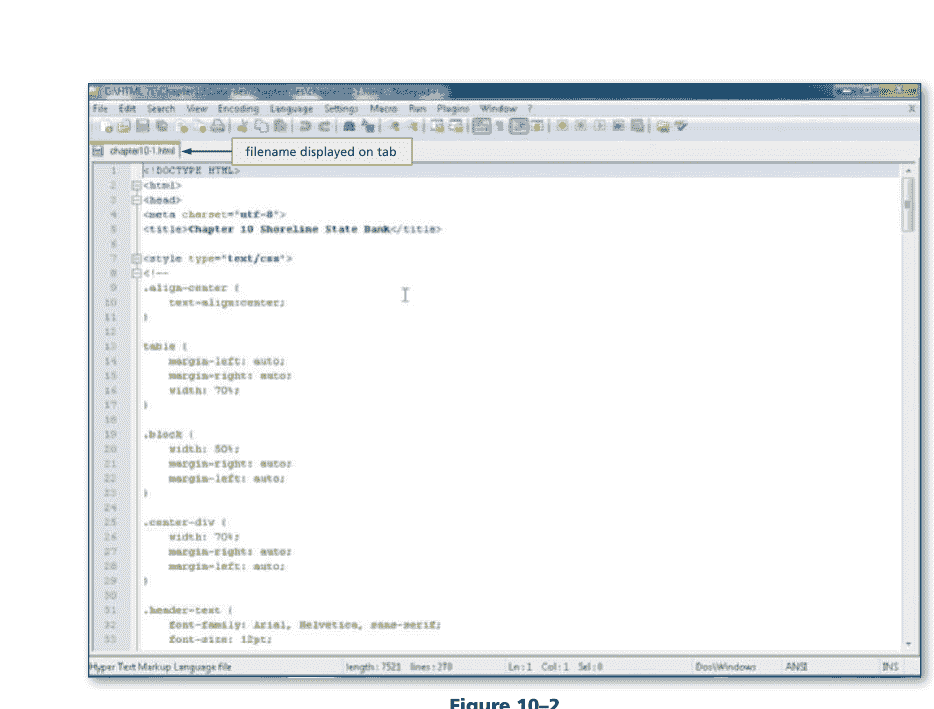 - Notepad++
File Edit Search View Encoding Language Settings Macro Run Plugins Window ? X
chapter10-1.html
filename displayed on tab
1 <!DOCTYPE HTML>
2 <html>
3 <head>
4 <meta charset="utf-8">
5 <title>Chapter 10 Shoreline State Bank</title>
6
7 <style type="text/css">
8 <!--
9 .align-center {
10 text-align:center;
11 }
12
13 table {
14 margin-left: auto;
15 margin-right: auto;
16 width: 70%;
17 }
18
19 .block {
20 width: 50%;
21 margin-right: auto;
22 margin-left: auto;
23 }
24
25 .center-div {
26 width: 70%;
27 margin-right: auto;
28 margin-left: auto;
29 }
30
31 .header-text {
32 font-family: Arial, Helvetica, sans-serif;
33 font-size: 12pt;
Hyper Text Markup Language file length : 7521 lines : Ln : 1 Col : 1 Sel : 0 Dos\Windows ANSI INS
Figure 10–2